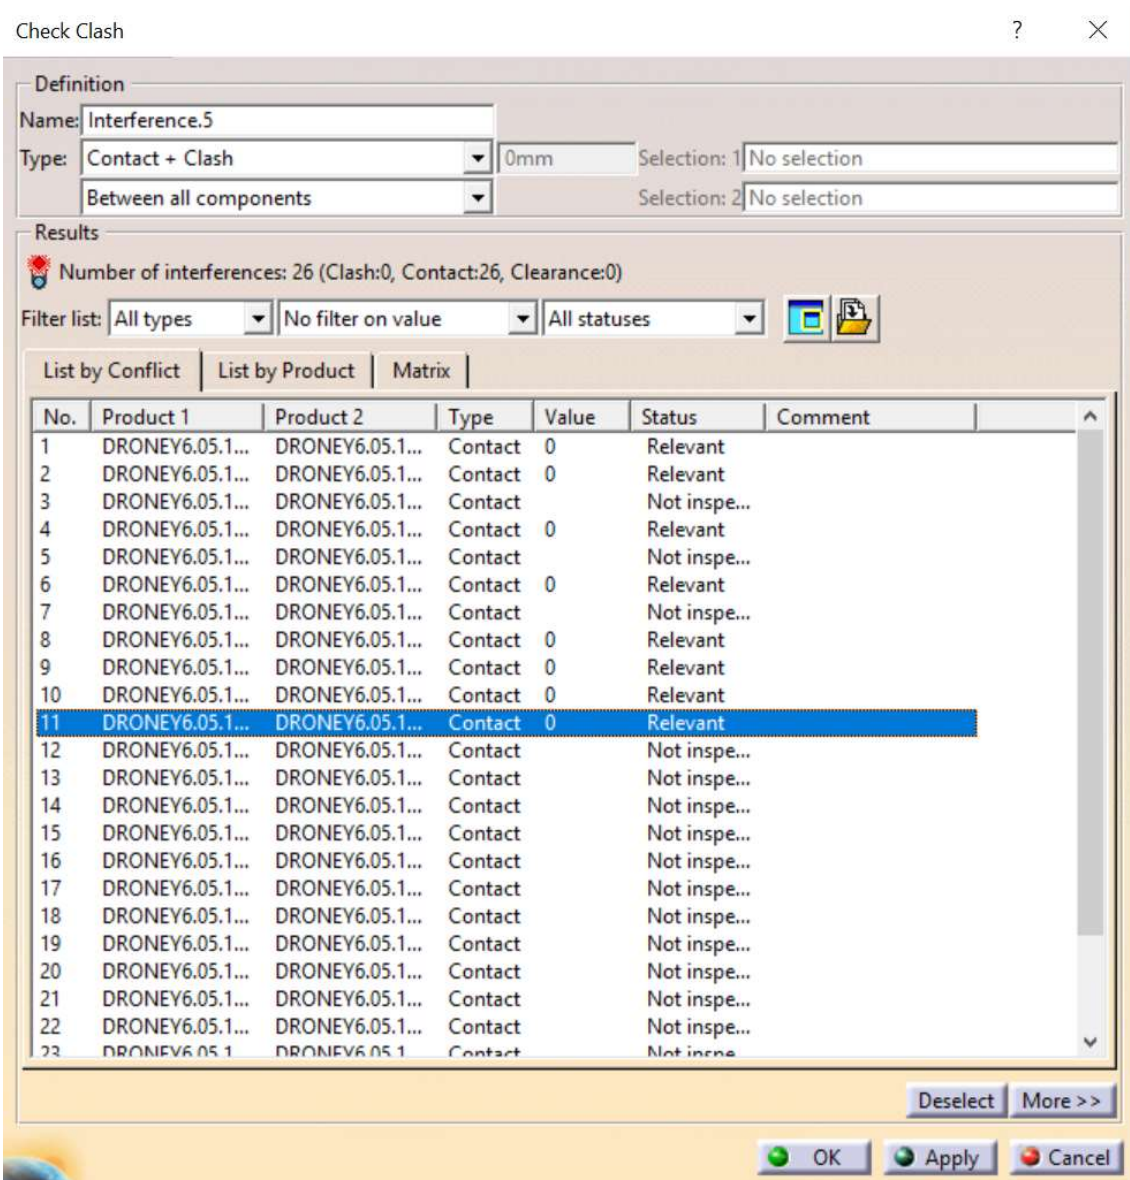 Check Clash ?
Definition
Name: Interference.5
Type: Contact + Clash 0mm Selection: 1 No selection
Between all components Selection: 2 No selection
Results
Number of interferences: 26 (Clash:0, Contact:26, Clearance:0)
Filter list: All types No filter on value All statuses
List by Conflict List by Product Matrix
No. Product 1 Product 2 Type Value Status Comment
1 DRONEY6.05.1... DRONEY6.05.1... Contact 0 Relevant
2 DRONEY6.05.1... DRONEY6.05.1... Contact 0 Relevant
3 DRONEY6.05.1... DRONEY6.05.1... Contact Not inspe...
4 DRONEY6.05.1... DRONEY6.05.1... Contact 0 Relevant
5 DRONEY6.05.1... DRONEY6.05.1... Contact Not inspe...
6 DRONEY6.05.1... DRONEY6.05.1... Contact 0 Relevant
7 DRONEY6.05.1... DRONEY6.05.1... Contact Not inspe...
8 DRONEY6.05.1... DRONEY6.05.1... Contact 0 Relevant
9 DRONEY6.05.1... DRONEY6.05.1... Contact 0 Relevant
10 DRONEY6.05.1... DRONEY6.05.1... Contact 0 Relevant
11 DRONEY6.05.1... DRONEY6.05.1... Contact 0 Relevant
12 DRONEY6.05.1... DRONEY6.05.1... Contact Not inspe...
13 DRONEY6.05.1... DRONEY6.05.1... Contact Not inspe...
14 DRONEY6.05.1... DRONEY6.05.1... Contact Not inspe...
15 DRONEY6.05.1... DRONEY6.05.1... Contact Not inspe...
16 DRONEY6.05.1... DRONEY6.05.1... Contact Not inspe...
17 DRONEY6.05.1... DRONEY6.05.1... Contact Not inspe...
18 DRONEY6.05.1... DRONEY6.05.1... Contact Not inspe...
19 DRONEY6.05.1... DRONEY6.05.1... Contact Not inspe...
20 DRONEY6.05.1... DRONEY6.05.1... Contact Not inspe...
21 DRONEY6.05.1... DRONEY6.05.1... Contact Not inspe...
22 DRONEY6.05.1... DRONEY6.05.1... Contact Not inspe...
23 DRONEY6.05.1 DRONEY6.05.1 Contact Not inspe
Deselect More >>
OK Apply Cancel